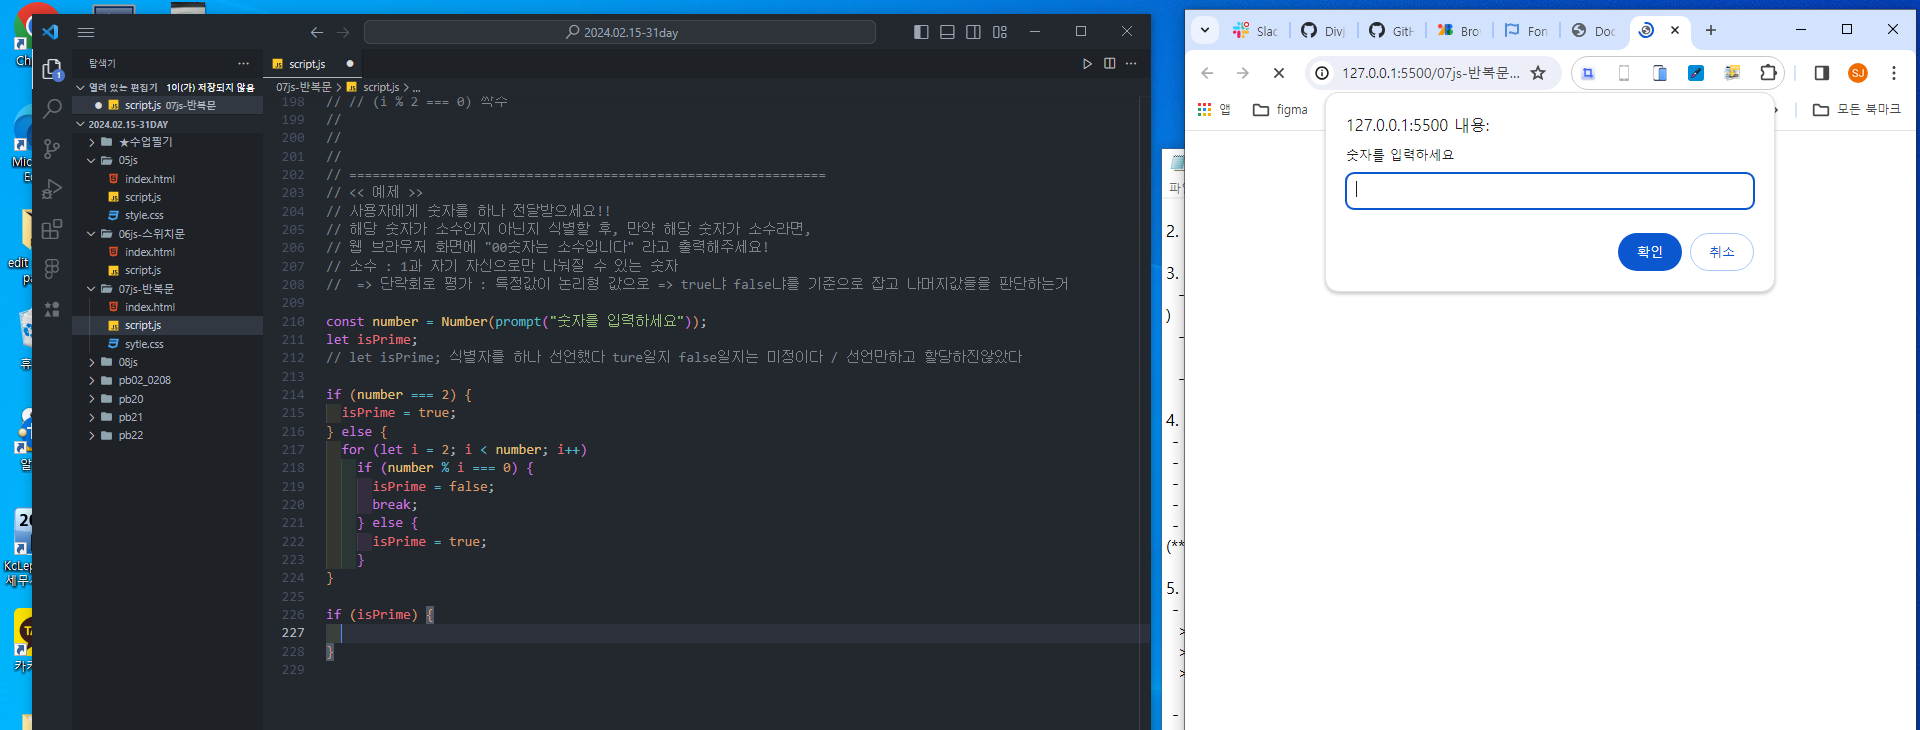 2024.02.15-31day
탐색기
열려 있는 편집기 1이(가) 저장되지 않음
script.js 07js-반복문
2024.02.15-31DAY
★수업필기
05js
index.html
script.js
style.css
06js-스위치문
index.html
script.js
07js-반복문
index.html
script.js
sytle.css
08js
pb02_0208
pb20
pb21
pb22
script.js
07js-반복문 > script.js > ...
198 // // (i % 2 === 0) 짝수
199 //
200 //
201 //
202 // ==============================================================
203 // << 예제 >>
204 // 사용자에게 숫자를 하나 전달받으세요!!
205 // 해당 숫자가 소수인지 아닌지 식별할 후, 만약 해당 숫자가 소수라면,
206 // 웹 브라우저 화면에 "00숫자는 소수입니다" 라고 출력해주세요!
207 // 소수 : 1과 자기 자신으로만 나눠질 수 있는 숫자
208 //  => 단락회로 평가 : 특정값이 논리형 값으로 => true냐 false냐를 기준으로 잡고 나머지값들을 판단하는거
209
210 const number = Number(prompt("숫자를 입력하세요"));
211 let isPrime;
212 // let isPrime; 식별자를 하나 선언했다 ture일지 false일지는 미정이다 / 선언만하고 할당하진않았다
213
214 if (number === 2) {
215   isPrime = true;
216 } else {
217   for (let i = 2; i < number; i++)
218     if (number % i === 0) {
219       isPrime = false;
220       break;
221     } else {
222       isPrime = true;
223     }
224 }
225
226 if (isPrime) {
227
228 }
229
Slac
Divj
GitH
Bro
Fon
Doc
127.0.0.1:5500/07js-반복문...
SJ
앱
figma
모든 북마크
127.0.0.1:5500 내용:
숫자를 입력하세요
확인
취소
2.
3.
-
)
-
-
4.
-
-
-
-
-
(**
5.
-
>
>
>
-